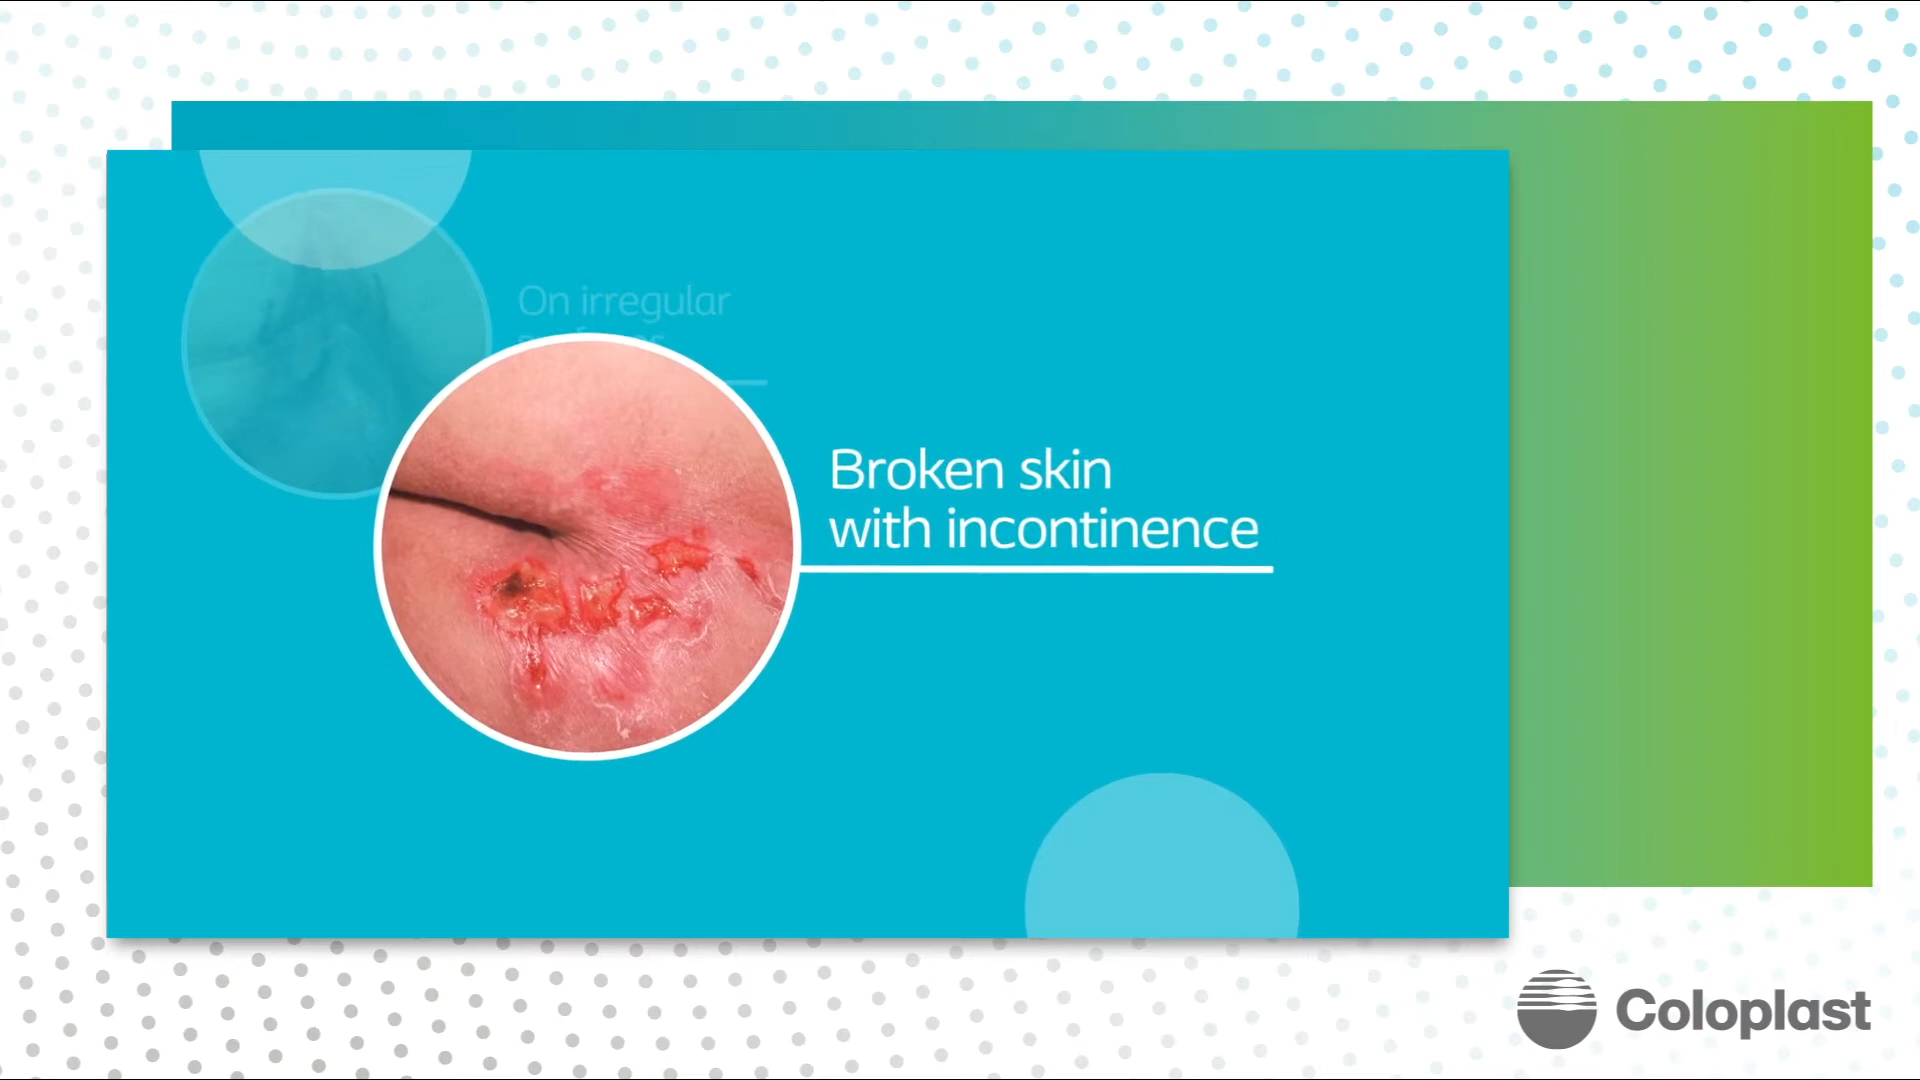 On irregular
Broken skin
with incontinence
Coloplast